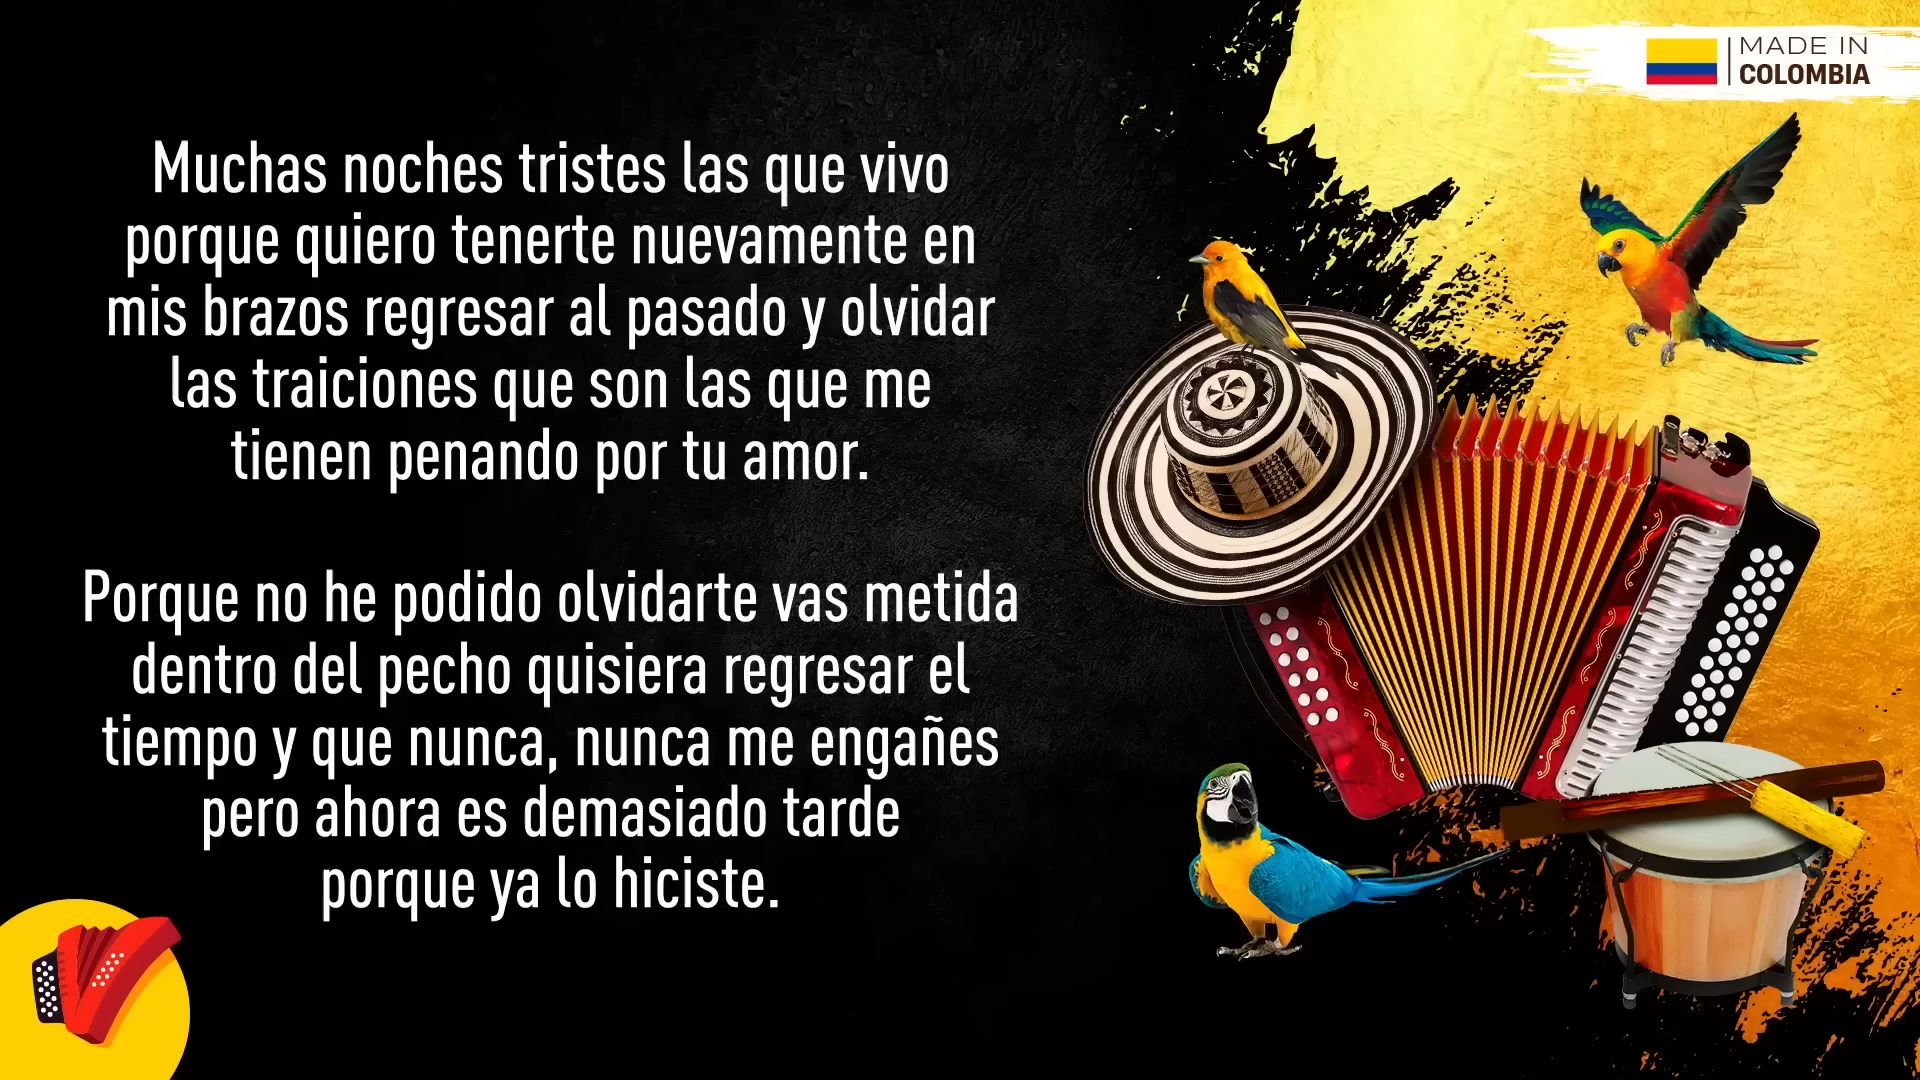 MADE IN
COLOMBIA
Muchas noches tristes las que vivo
porque quiero tenerte nuevamente en
mis brazos regresar al pasado y olvidar
las traiciones que son las que me
tienen penando por tu amor.
Porque no he podido olvidarte vas metida
dentro del pecho quisiera regresar el
tiempo y que nunca, nunca me engañes
pero ahora es demasiado tarde
porque ya lo hiciste.